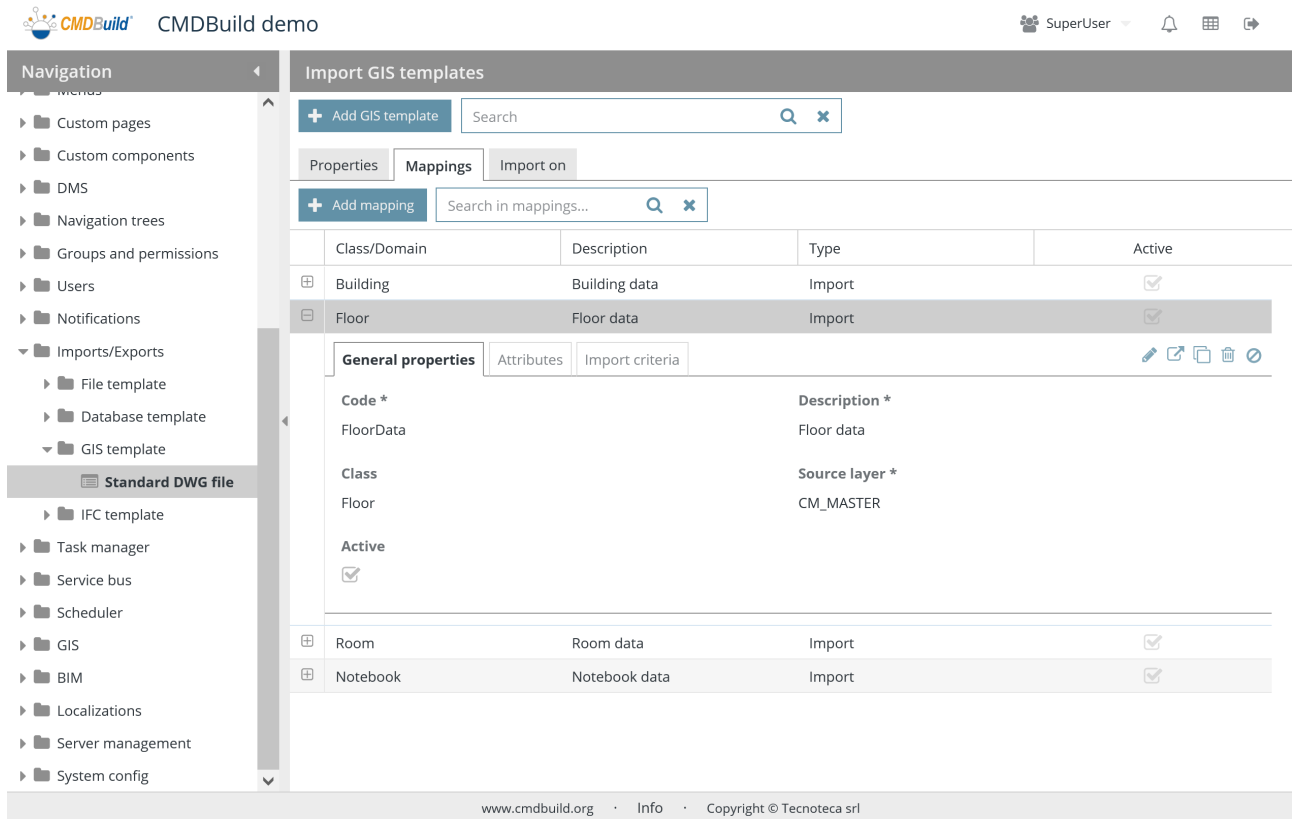 CMDBuild CMDBuild demo SuperUser
Navigation
Import GIS templates
Menus
Custom pages
Custom components
DMS
Navigation trees
Groups and permissions
Users
Notifications
Imports/Exports
File template
Database template
GIS template
Standard DWG file
IFC template
Task manager
Service bus
Scheduler
GIS
BIM
Localizations
Server management
System config
Add GIS template Search
Properties Mappings Import on
Add mapping Search in mappings...
Class/Domain Description Type Active
Building Building data Import
Floor Floor data Import
General properties Attributes Import criteria
Code * Description *
FloorData Floor data
Class Source layer *
Floor CM_MASTER
Active
Room Room data Import
Notebook Notebook data Import
www.cmdbuild.org · Info · Copyright © Tecnoteca srl